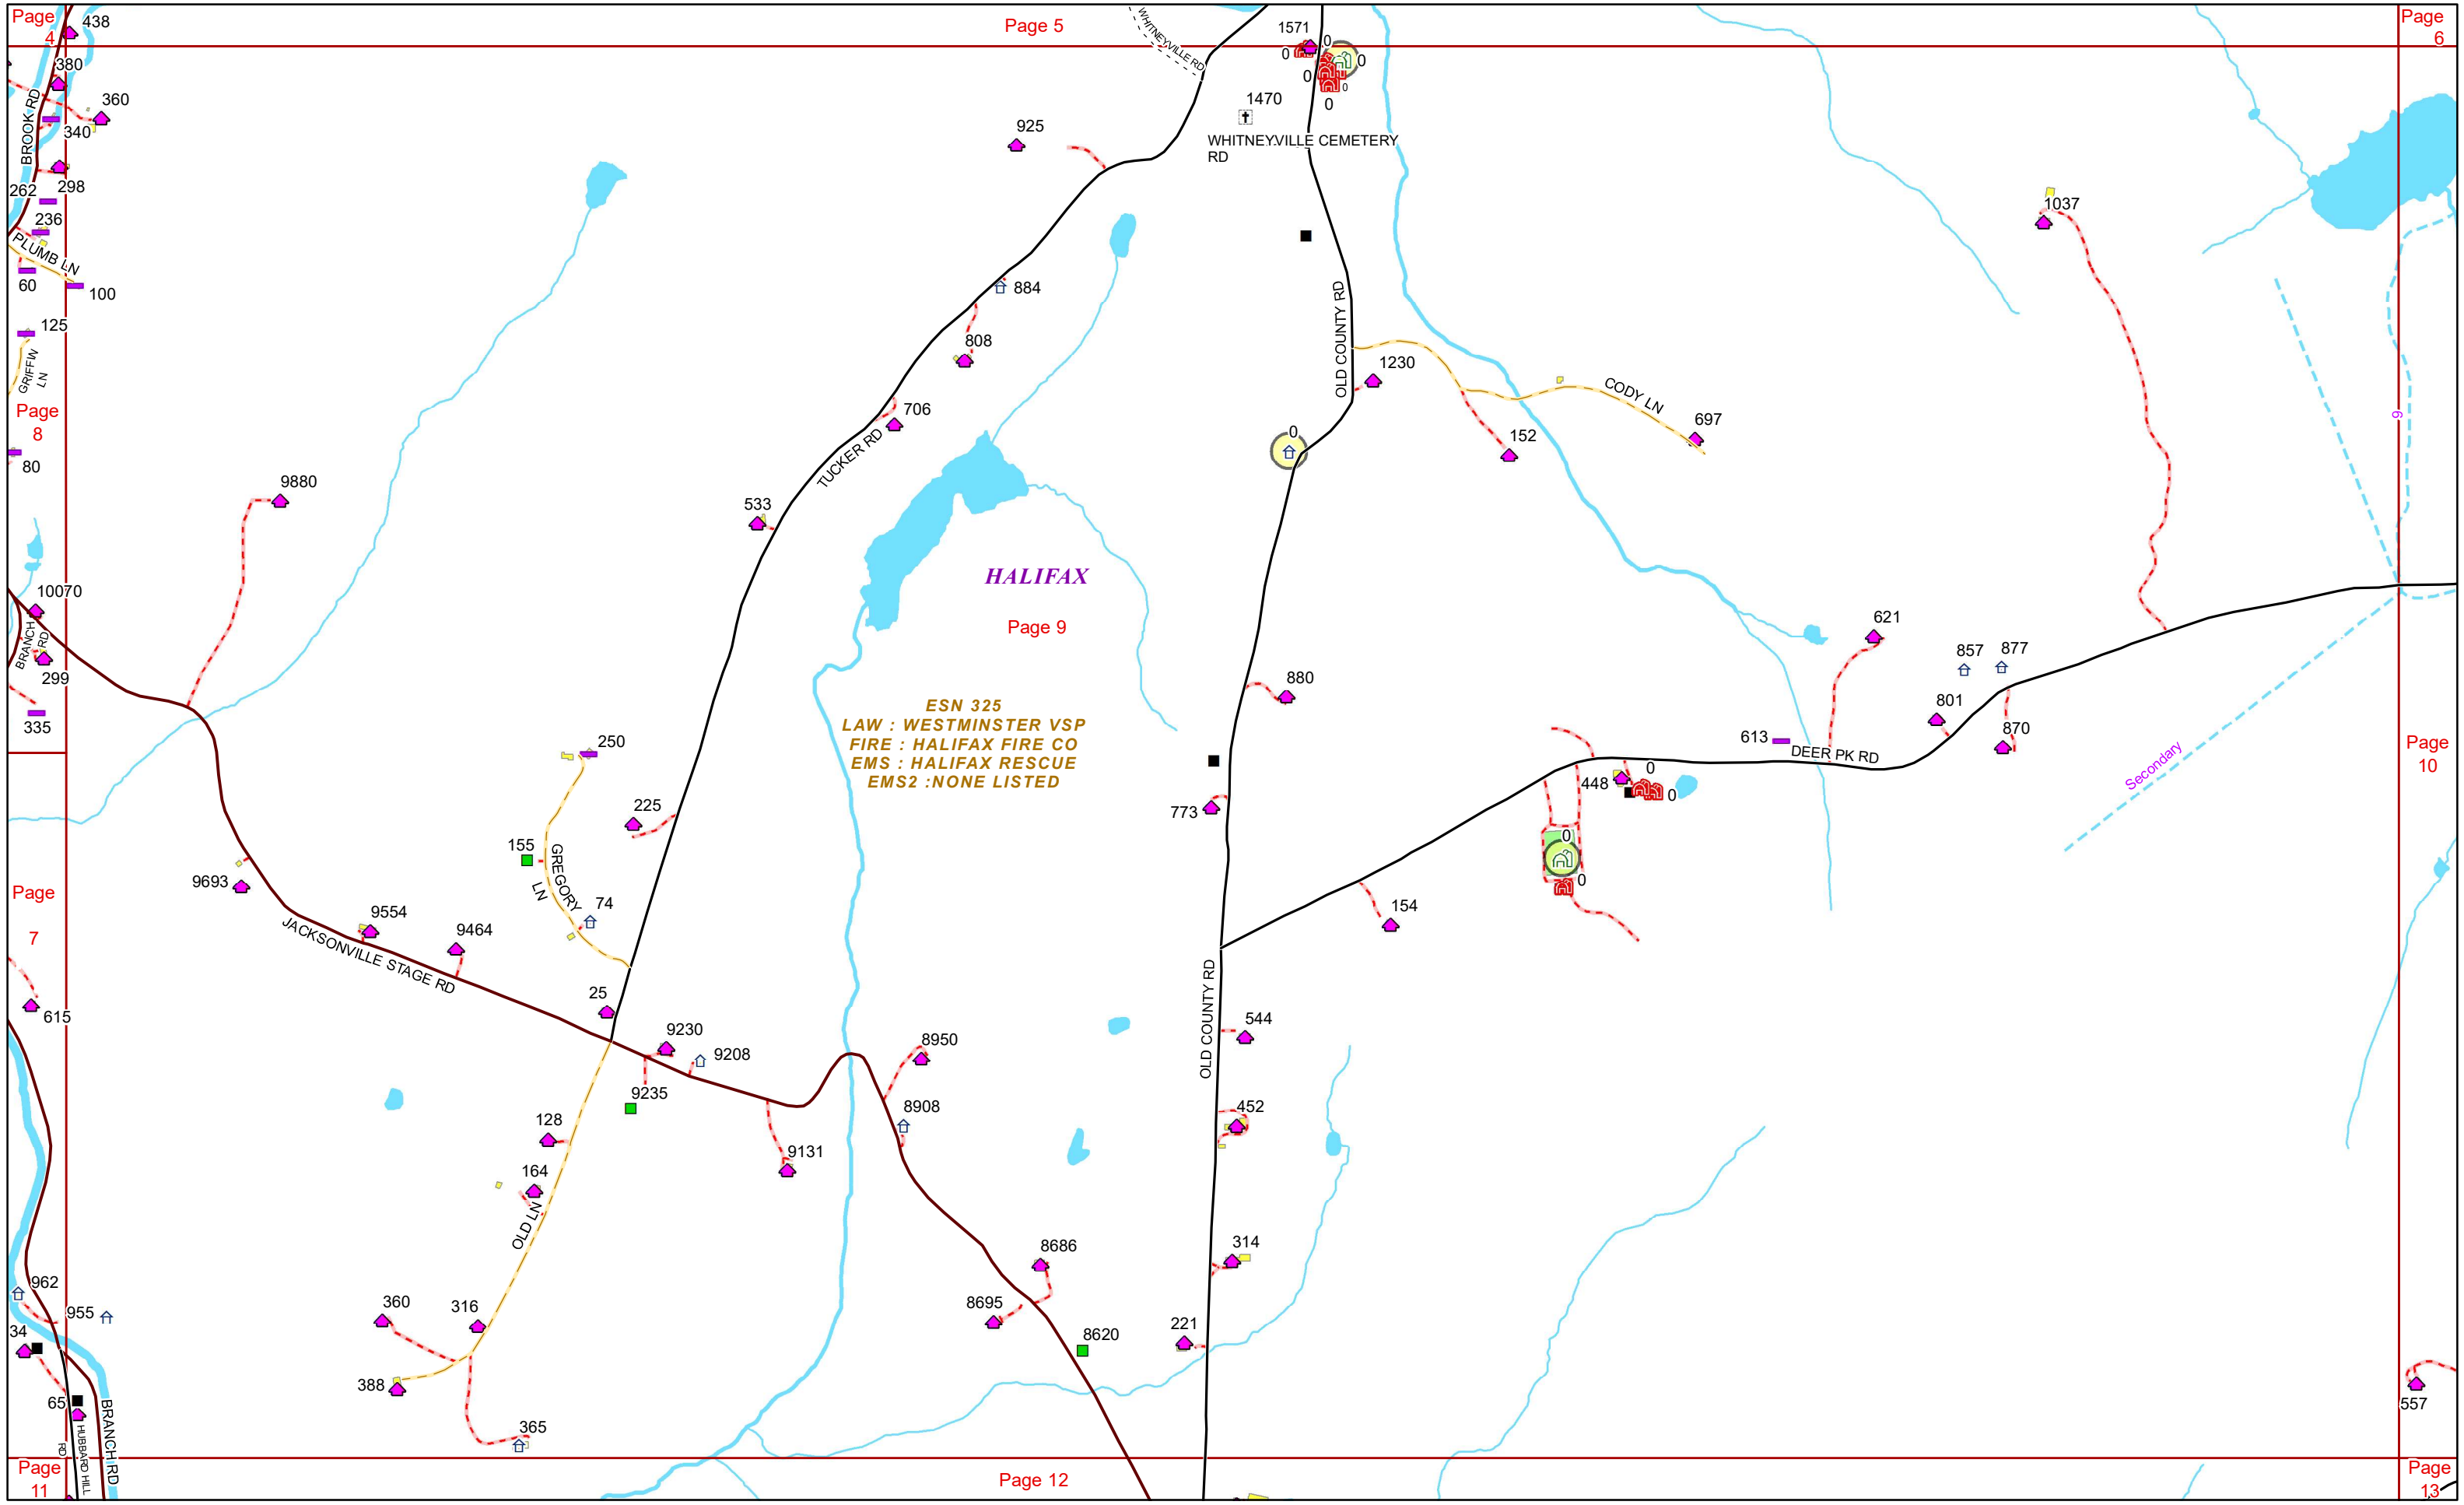 Page
4
438
Page 5
Page
6
WHITNEYVILLE RD
1571
0
0
0
0
0
0
380
360
BROOK RD
340
1470
WHITNEYVILLE CEMETERY
RD
925
262
298
236
1037
PLUMB LN
60
100
884
125
OLD COUNTY RD
808
1230
GRIFFW
LN
CODY LN
Page
8
706
697
9
152
0
TUCKER RD
80
9880
533
HALIFAX
10070
Page 9
621
BRANCH
RD
857
877
299
880
ESN 325
LAW : WESTMINSTER VSP
FIRE : HALIFAX FIRE CO
EMS : HALIFAX RESCUE
EMS2 :NONE LISTED
801
335
870
250
613
DEER PK RD
Page
10
Secondary
448
0
0
225
773
155
0
GREGORY
LN
9693
0
Page
7
74
154
9554
9464
JACKSONVILLE STAGE RD
25
OLD COUNTY RD
615
544
9230
9208
8950
9235
128
8908
452
9131
164
OLD LN
314
8686
962
955
360
316
8695
34
221
8620
388
65
557
BRANCH RD
HUBBARD HILL
RD
365
Page
11
Page 12
Page
13